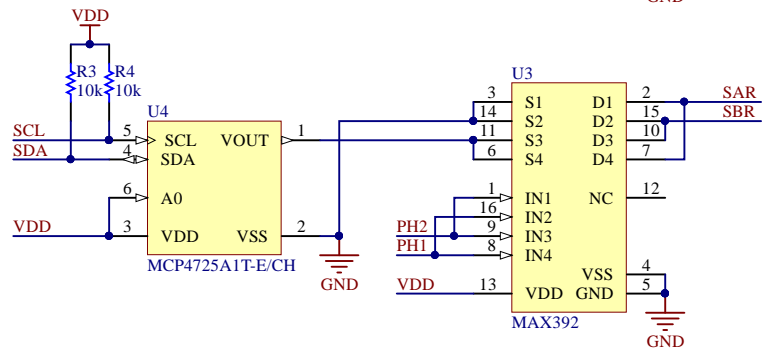 GND
VDD
R3 R4
10k 10k
U4
SCL
SDA
VDD
5 SCL VOUT 1
4 SDA
6 A0
3 VDD VSS 2
MCP4725A1T-E/CH
GND
U3
3 S1 D1 2 SAR
14 S2 D2 15 SBR
11 S3 D3 10
6 S4 D4 7
1 IN1 NC 12
16 IN2
PH2 9 IN3
PH1 8 IN4
VSS 4
VDD 13 VDD GND 5
MAX392
GND